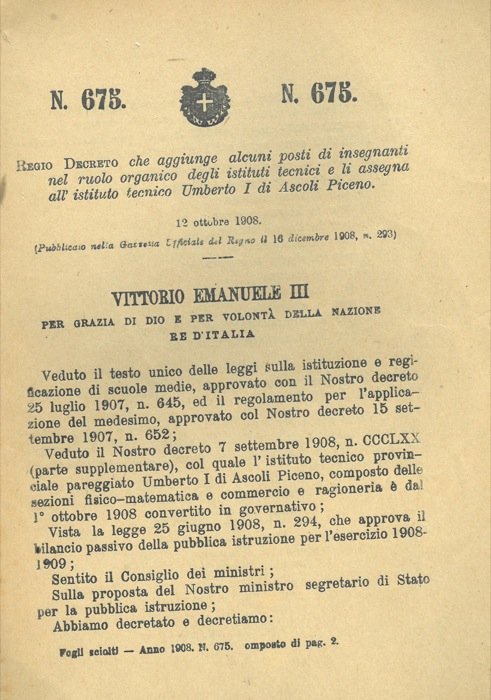 N. 675. N. 675.
REGIO DECRETO che aggiunge alcuni posti di insegnanti
nel ruolo organico degli istituti tecnici e li assegna
all' istituto tecnico Umberto I di Ascoli Piceno.
12 ottobre 1908.
(Pubblicato nella Gazzetta Ufficiale del Regno il 16 dicembre 1908, n. 293)
VITTORIO EMANUELE III
PER GRAZIA DI DIO E PER VOLONTÀ DELLA NAZIONE
RE D'ITALIA
Veduto il testo unico delle leggi sulla istituzione e regi-
ficazione di scuole medie, approvato con il Nostro decreto
25 luglio 1907, n. 645, ed il regolamento per l'applica-
zione del medesimo, approvato col Nostro decreto 15 set-
tembre 1907, n. 652;
Veduto il Nostro decreto 7 settembre 1908, n. CCCLXX
(parte supplementare), col quale l' istituto tecnico provin-
ciale pareggiato Umberto I di Ascoli Piceno, composto delle
sezioni fisico-matematica e commercio e ragioneria è dal
1° ottobre 1908 convertito in governativo;
Vista la legge 25 giugno 1908, n. 294, che approva il
bilancio passivo della pubblica istruzione per l'esercizio 1908-
1909;
Sentito il Consiglio dei ministri;
Sulla proposta del Nostro ministro segretario di Stato
per la pubblica istruzione;
Abbiamo decretato e decretiamo:
Fogli sciolti — Anno 1908. N. 675. omposto di pag. 2.